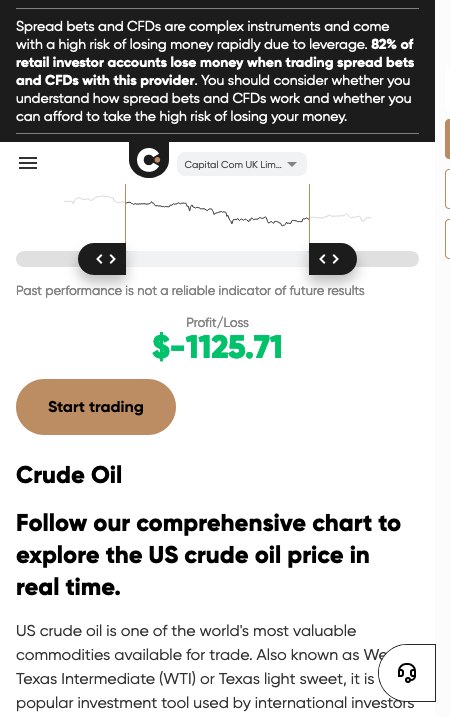 Spread bets and CFDs are complex instruments and come
with a high risk of losing money rapidly due to leverage. 82% of
retail investor accounts lose money when trading spread bets
and CFDs with this provider. You should consider whether you
understand how spread bets and CFDs work and whether you
can afford to take the high risk of losing your money.
Capital Com UK Lim...
Past performance is not a reliable indicator of future results
Profit/Loss
$-1125.71
Start trading
Crude Oil
Follow our comprehensive chart to
explore the US crude oil price in
real time.
US crude oil is one of the world's most valuable
commodities available for trade. Also known as
Texas Intermediate (WTI) or Texas light sweet, it is
popular investment tool used by international investors